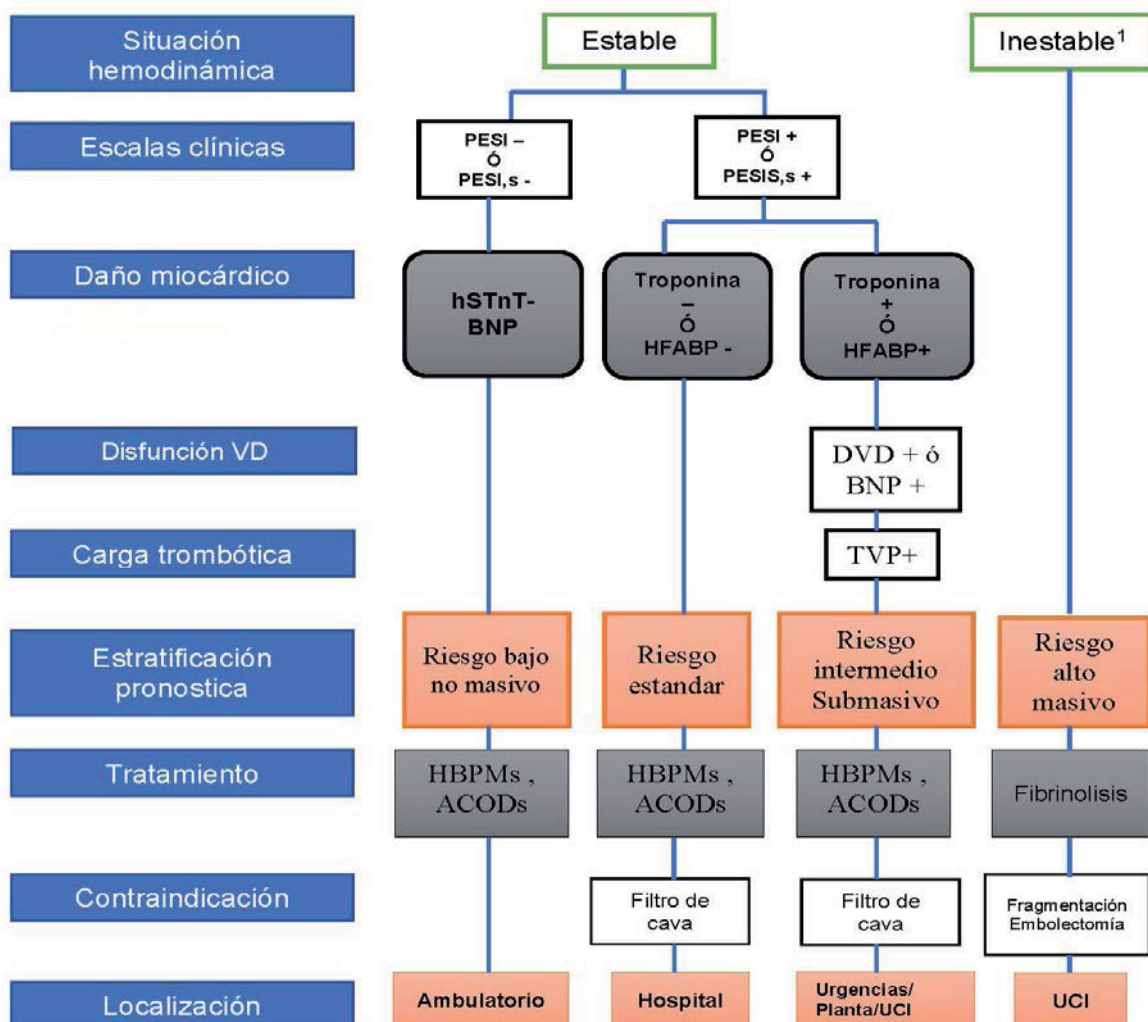 Situación
hemodinámica
Estable
Inestable¹
Escalas clínicas
PESI –
Ó
PESI,s -
PESI +
Ó
PESIS,s +
Daño miocárdico
hSTnT-
BNP
Troponina
–
Ó
HFABP -
Troponina
+
Ó
HFABP+
Disfunción VD
DVD + ó
BNP +
Carga trombótica
TVP+
Estratificación
pronostica
Riesgo bajo
no masivo
Riesgo
estandar
Riesgo
intermedio
Submasivo
Riesgo
alto
masivo
Tratamiento
HBPMs ,
ACODs
HBPMs ,
ACODs
HBPMs ,
ACODs
Fibrinolisis
Contraindicación
Filtro de
cava
Filtro de
cava
Fragmentación
Embolectomía
Localización
Ambulatorio
Hospital
Urgencias/
Planta/UCI
UCI